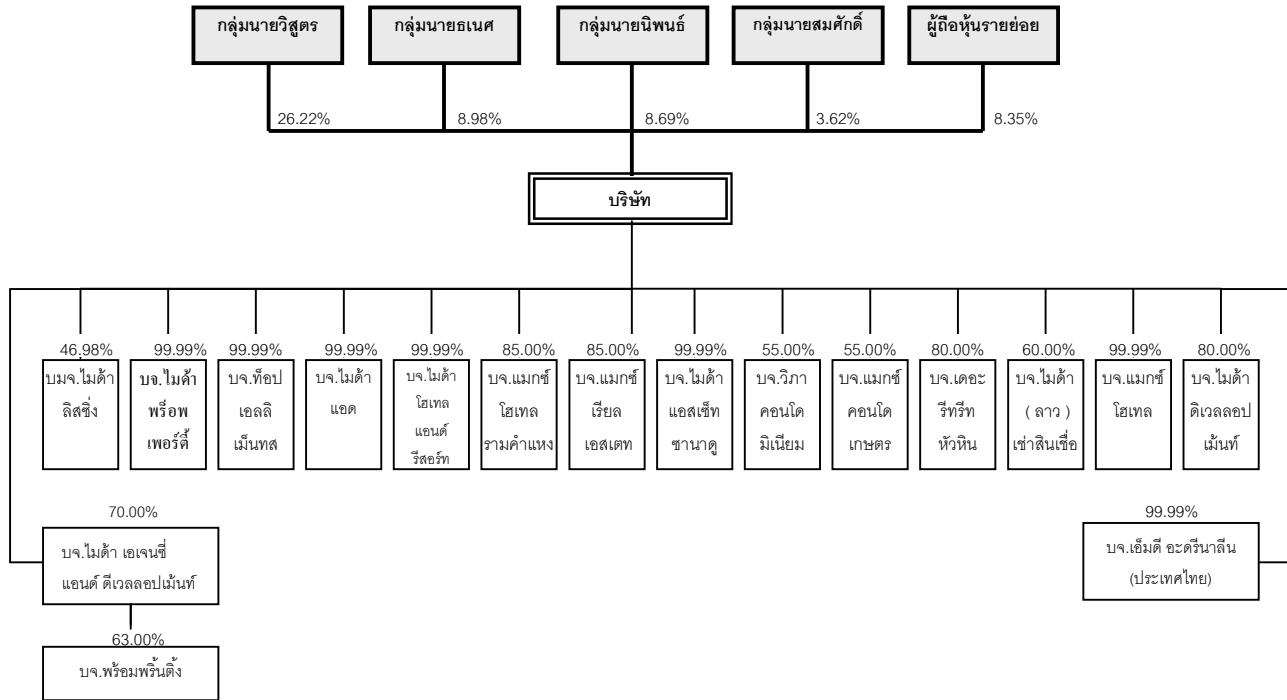 กลุ่มนายวิสูตร
กลุ่มนายธเนศ
กลุ่มนายนิพนธ์
กลุ่มนายสมศักดิ์
ผู้ถือหุ้นรายย่อย
26.22%
8.98%
8.69%
3.62%
8.35%
บริษัท
46.98%
บมจ.ไมด้า
ลิสซิ่ง
99.99%
บจ.ไมด้า
พร็อพ
เพอร์ตี้
99.99%
บจ.ท็อป
เอลลิ
เม็นทส
99.99%
บจ.ไมด้า
แอด
99.99%
บจ.ไมด้า
โฮเทล
แอนด์
รีสอร์ท
85.00%
บจ.แมกซ์
โฮเทล
รามคำแหง
85.00%
บจ.แมกซ์
เรียล
เอสเตท
99.99%
บจ.ไมด้า
แอสเซ็ท
ซานาดู
55.00%
บจ.วิภา
คอนโด
มิเนียม
55.00%
บจ.แมกซ์
คอนโด
เกษตร
80.00%
บจ.เดอะ
รีทรีท
หัวหิน
60.00%
บจ.ไมด้า
( ลาว )
เช่าสินเชื่อ
99.99%
บจ.แมกซ์
โฮเทล
80.00%
บจ.ไมด้า
ดิเวลลอป
เม้นท์
70.00%
บจ.ไมด้า เอเจนซี่
แอนด์ ดีเวลลอปเม้นท์
99.99%
บจ.เอ็มดี อะดรีนาลีน
(ประเทศไทย)
63.00%
บจ.พร้อมพริ้นติ้ง